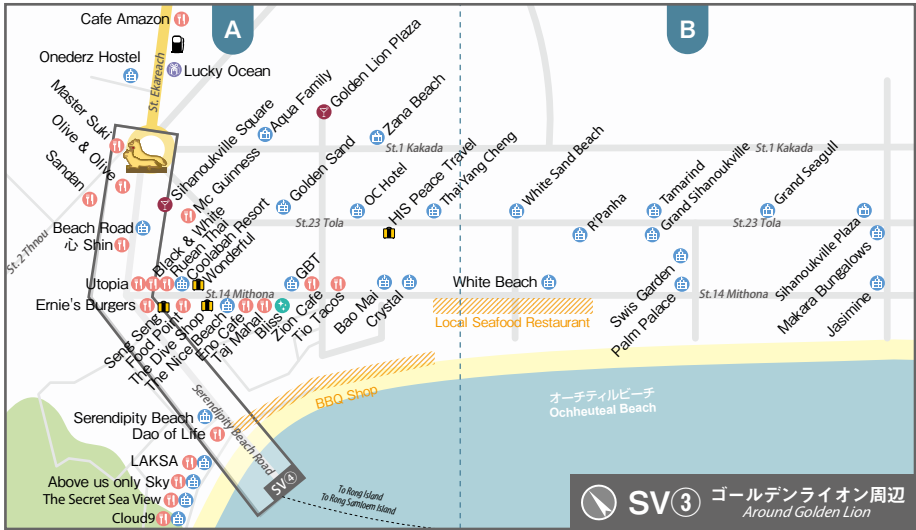 A
B
Cafe Amazon
St. Ekareach
Onederz Hostel
Lucky Ocean
Golden Lion Plaza
Aqua Family
Zana Beach
Master Suki
Olive & Olive
Sandan
Sihanoukville Square
Mc Guinness
Golden Sand
St.1 Kakada
St.1 Kakada
OC Hotel
HIS Peace Travel
Thai Yang Cheng
White Sand Beach
R'Panha
Tamarind
Grand Sihanoukville
Grand Seagull
St. 2 Thnou
Beach Road
心 Shin
Black & White
Ruean Thai
Coolabah Resort
Wonderful
St.23 Tola
St.23 Tola
Sihanoukville Plaza
Makara Bungalows
Jasimine
Utopia
Ernie's Burgers
St.14 Mithona
St.14 Mithona
GBT
White Beach
Swis Garden
Palm Palace
Seng Seng
Food Point
The Dive Shop
The Nice Beach
Eno Cafe
Taj Mahal
Bliss
Zion Cafe
Tio Tacos
Bao Mai
Crystal
Local Seafood Restaurant
BBQ Shop
Serendipity Beach Road
オーチティルビーチ
Ochheuteal Beach
Serendipity Beach
Dao of Life
LAKSA
Above us only Sky
The Secret Sea View
Cloud9
SV④
To Rong Island
To Rong Samloem Island
SV③
ゴールデンライオン周辺
Around Golden Lion